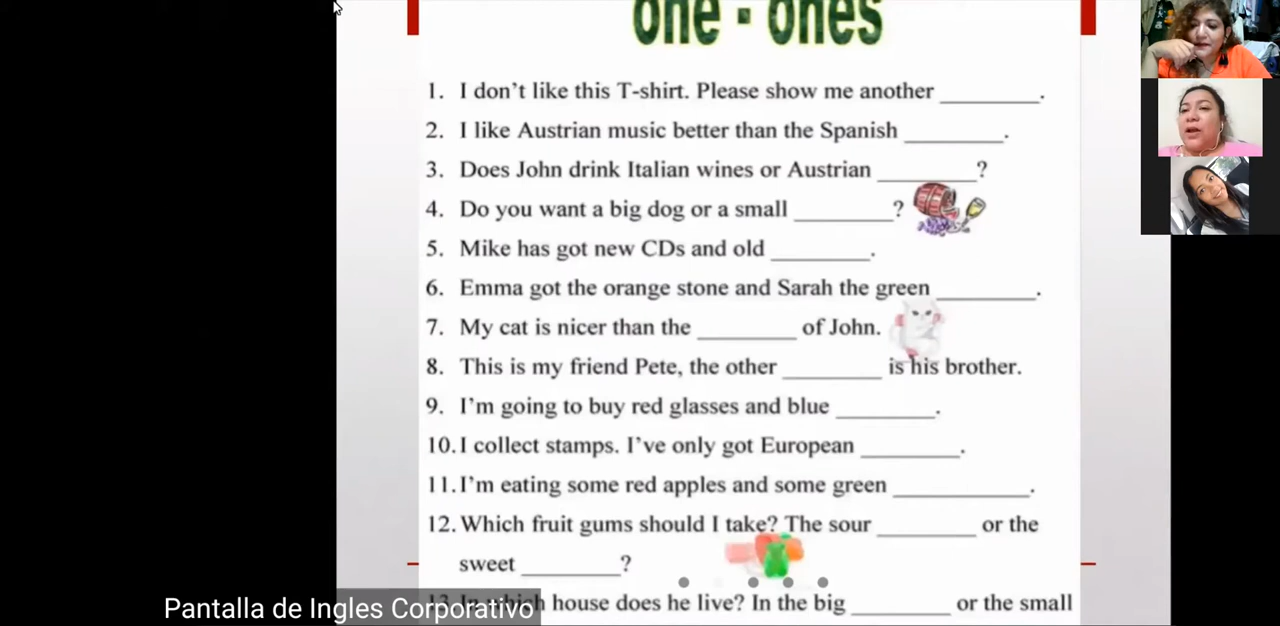 one - ones
1. I don't like this T-shirt. Please show me another _________.
2. I like Austrian music better than the Spanish _________.
3. Does John drink Italian wines or Austrian _________?
4. Do you want a big dog or a small _________?
5. Mike has got new CDs and old _________.
6. Emma got the orange stone and Sarah the green _________.
7. My cat is nicer than the _________ of John.
8. This is my friend Pete, the other _________ is his brother.
9. I'm going to buy red glasses and blue _________.
10. I collect stamps. I've only got European _________.
11. I'm eating some red apples and some green ____________.
12. Which fruit gums should I take? The sour _________ or the
sweet _________?
house does he live? In the big _________ or the small
Pantalla de Ingles Corporativo